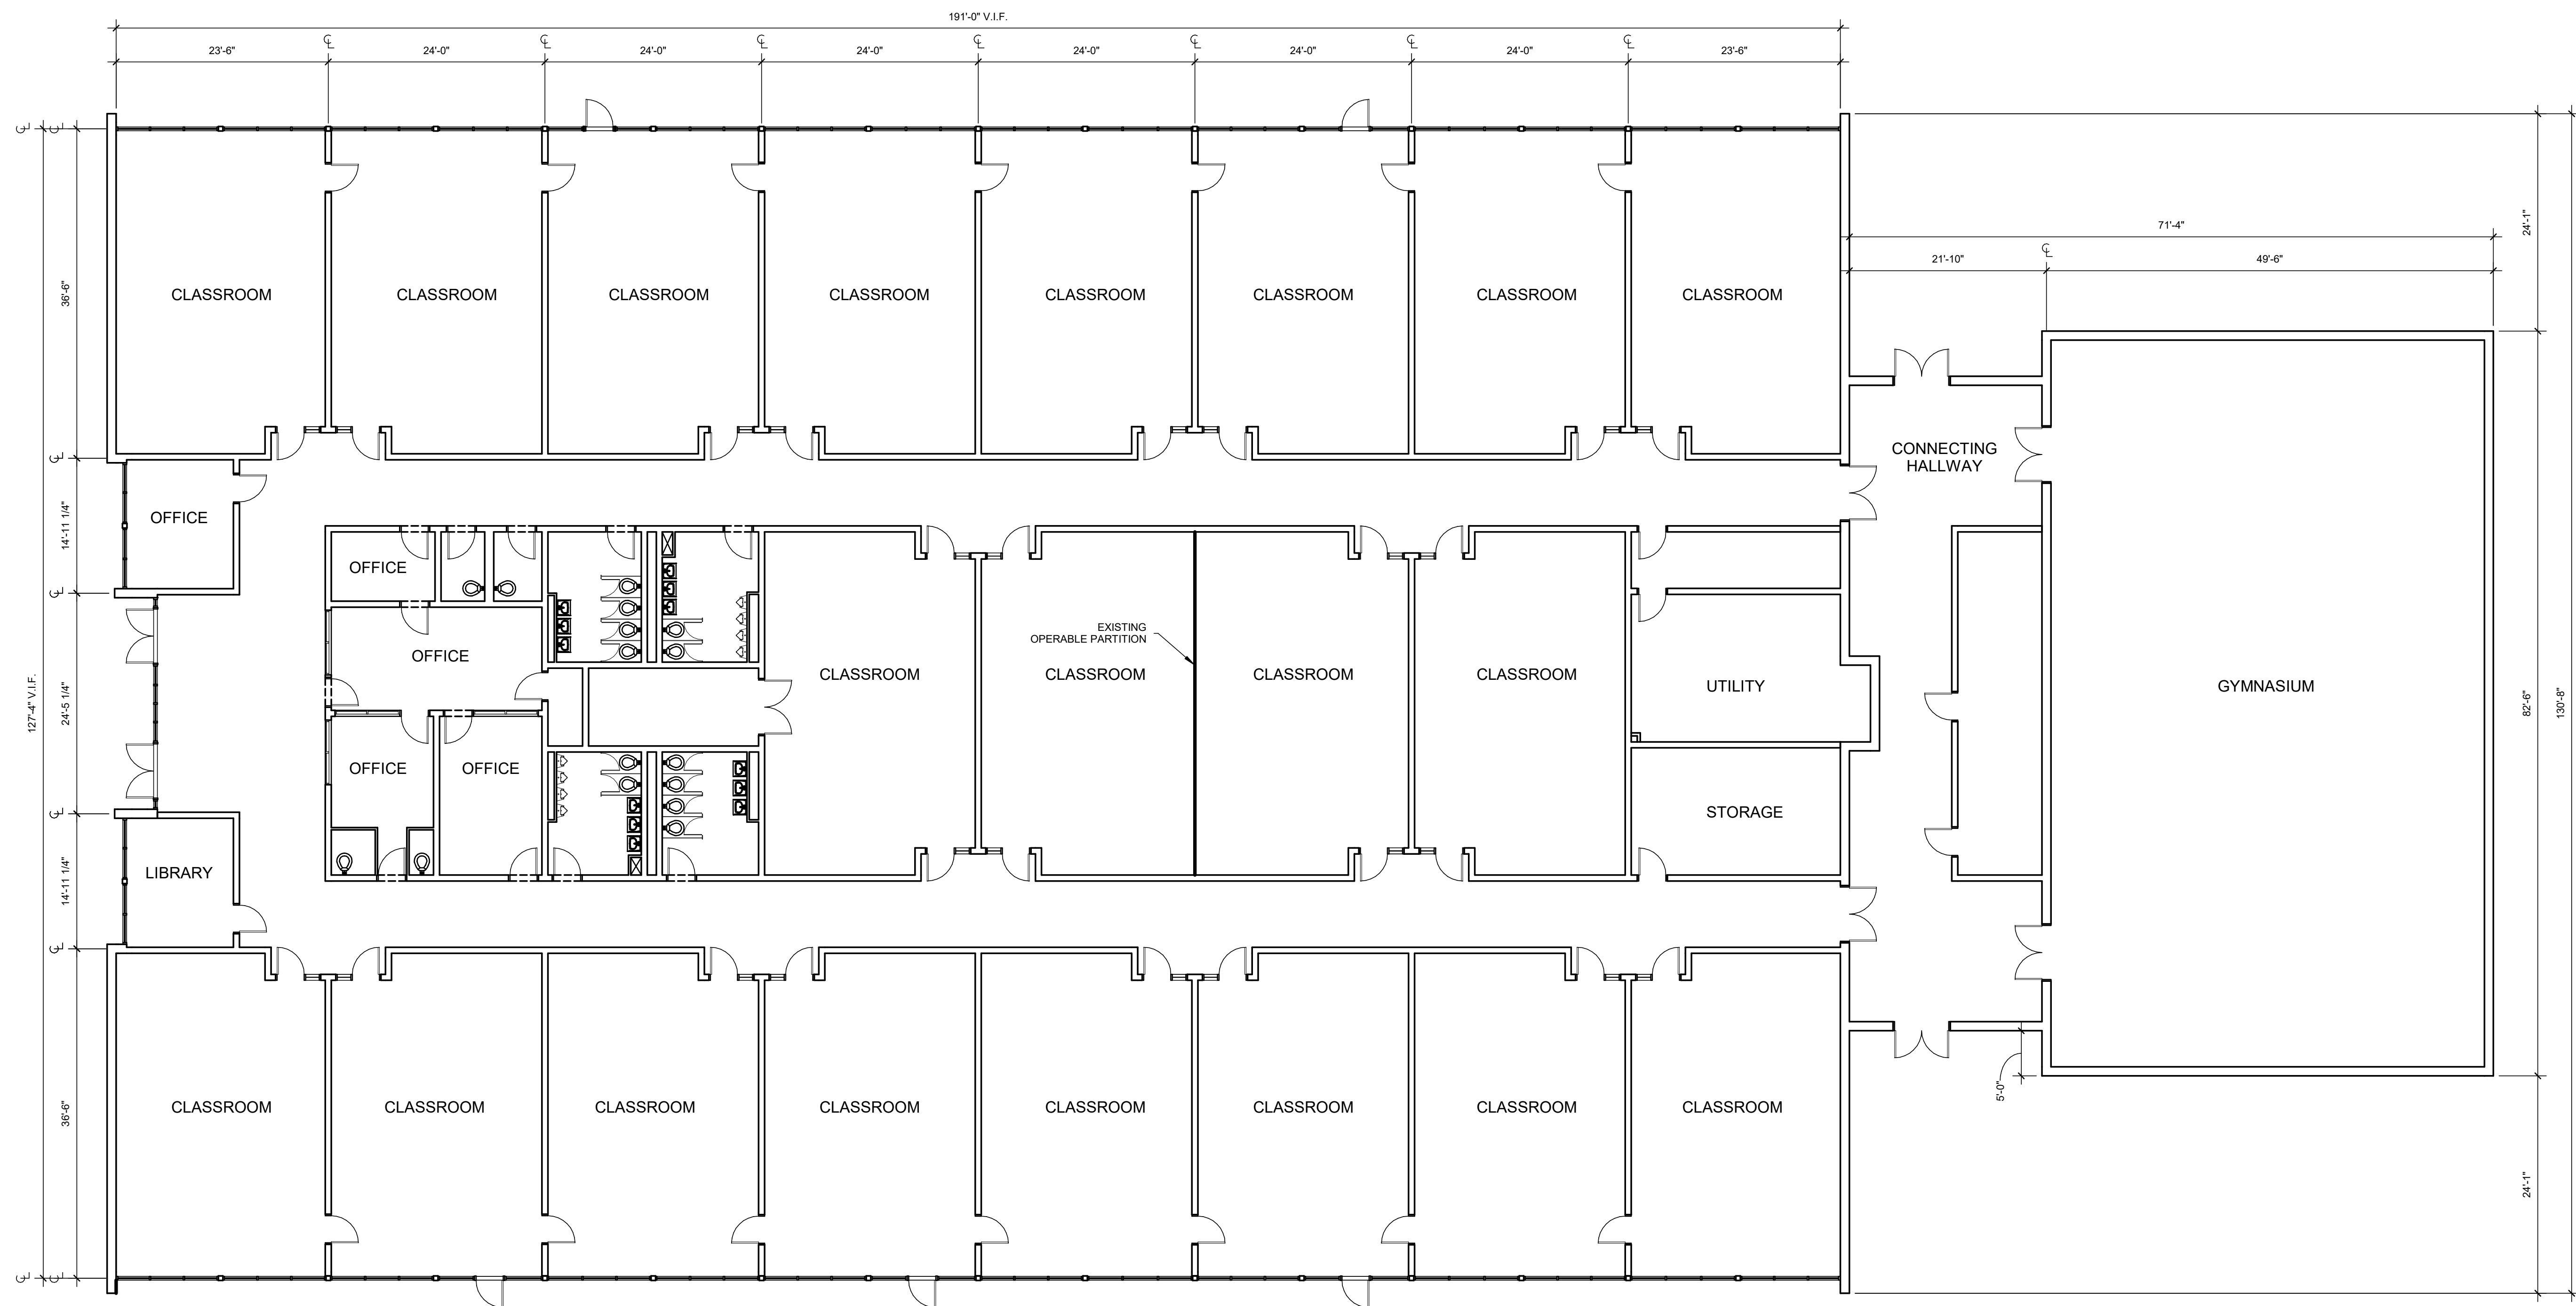 191'-0" V.I.F.
23'-6"
24'-0"
24'-0"
24'-0"
24'-0"
24'-0"
24'-0"
23'-6"
24'-1"
71'-4"
21'-10"
49'-6"
36'-6"
CLASSROOM
CLASSROOM
CLASSROOM
CLASSROOM
CLASSROOM
CLASSROOM
CLASSROOM
CLASSROOM
CONNECTING
HALLWAY
14'-11 1/4"
OFFICE
OFFICE
EXISTING
OPERABLE PARTITION
OFFICE
CLASSROOM
CLASSROOM
CLASSROOM
CLASSROOM
UTILITY
GYMNASIUM
127'-4" V.I.F.
24'-5 1/4"
82'-6"
130'-8"
OFFICE
OFFICE
STORAGE
14'-11 1/4"
LIBRARY
36'-6"
CLASSROOM
CLASSROOM
CLASSROOM
CLASSROOM
CLASSROOM
CLASSROOM
CLASSROOM
CLASSROOM
5'-0"
24'-1"